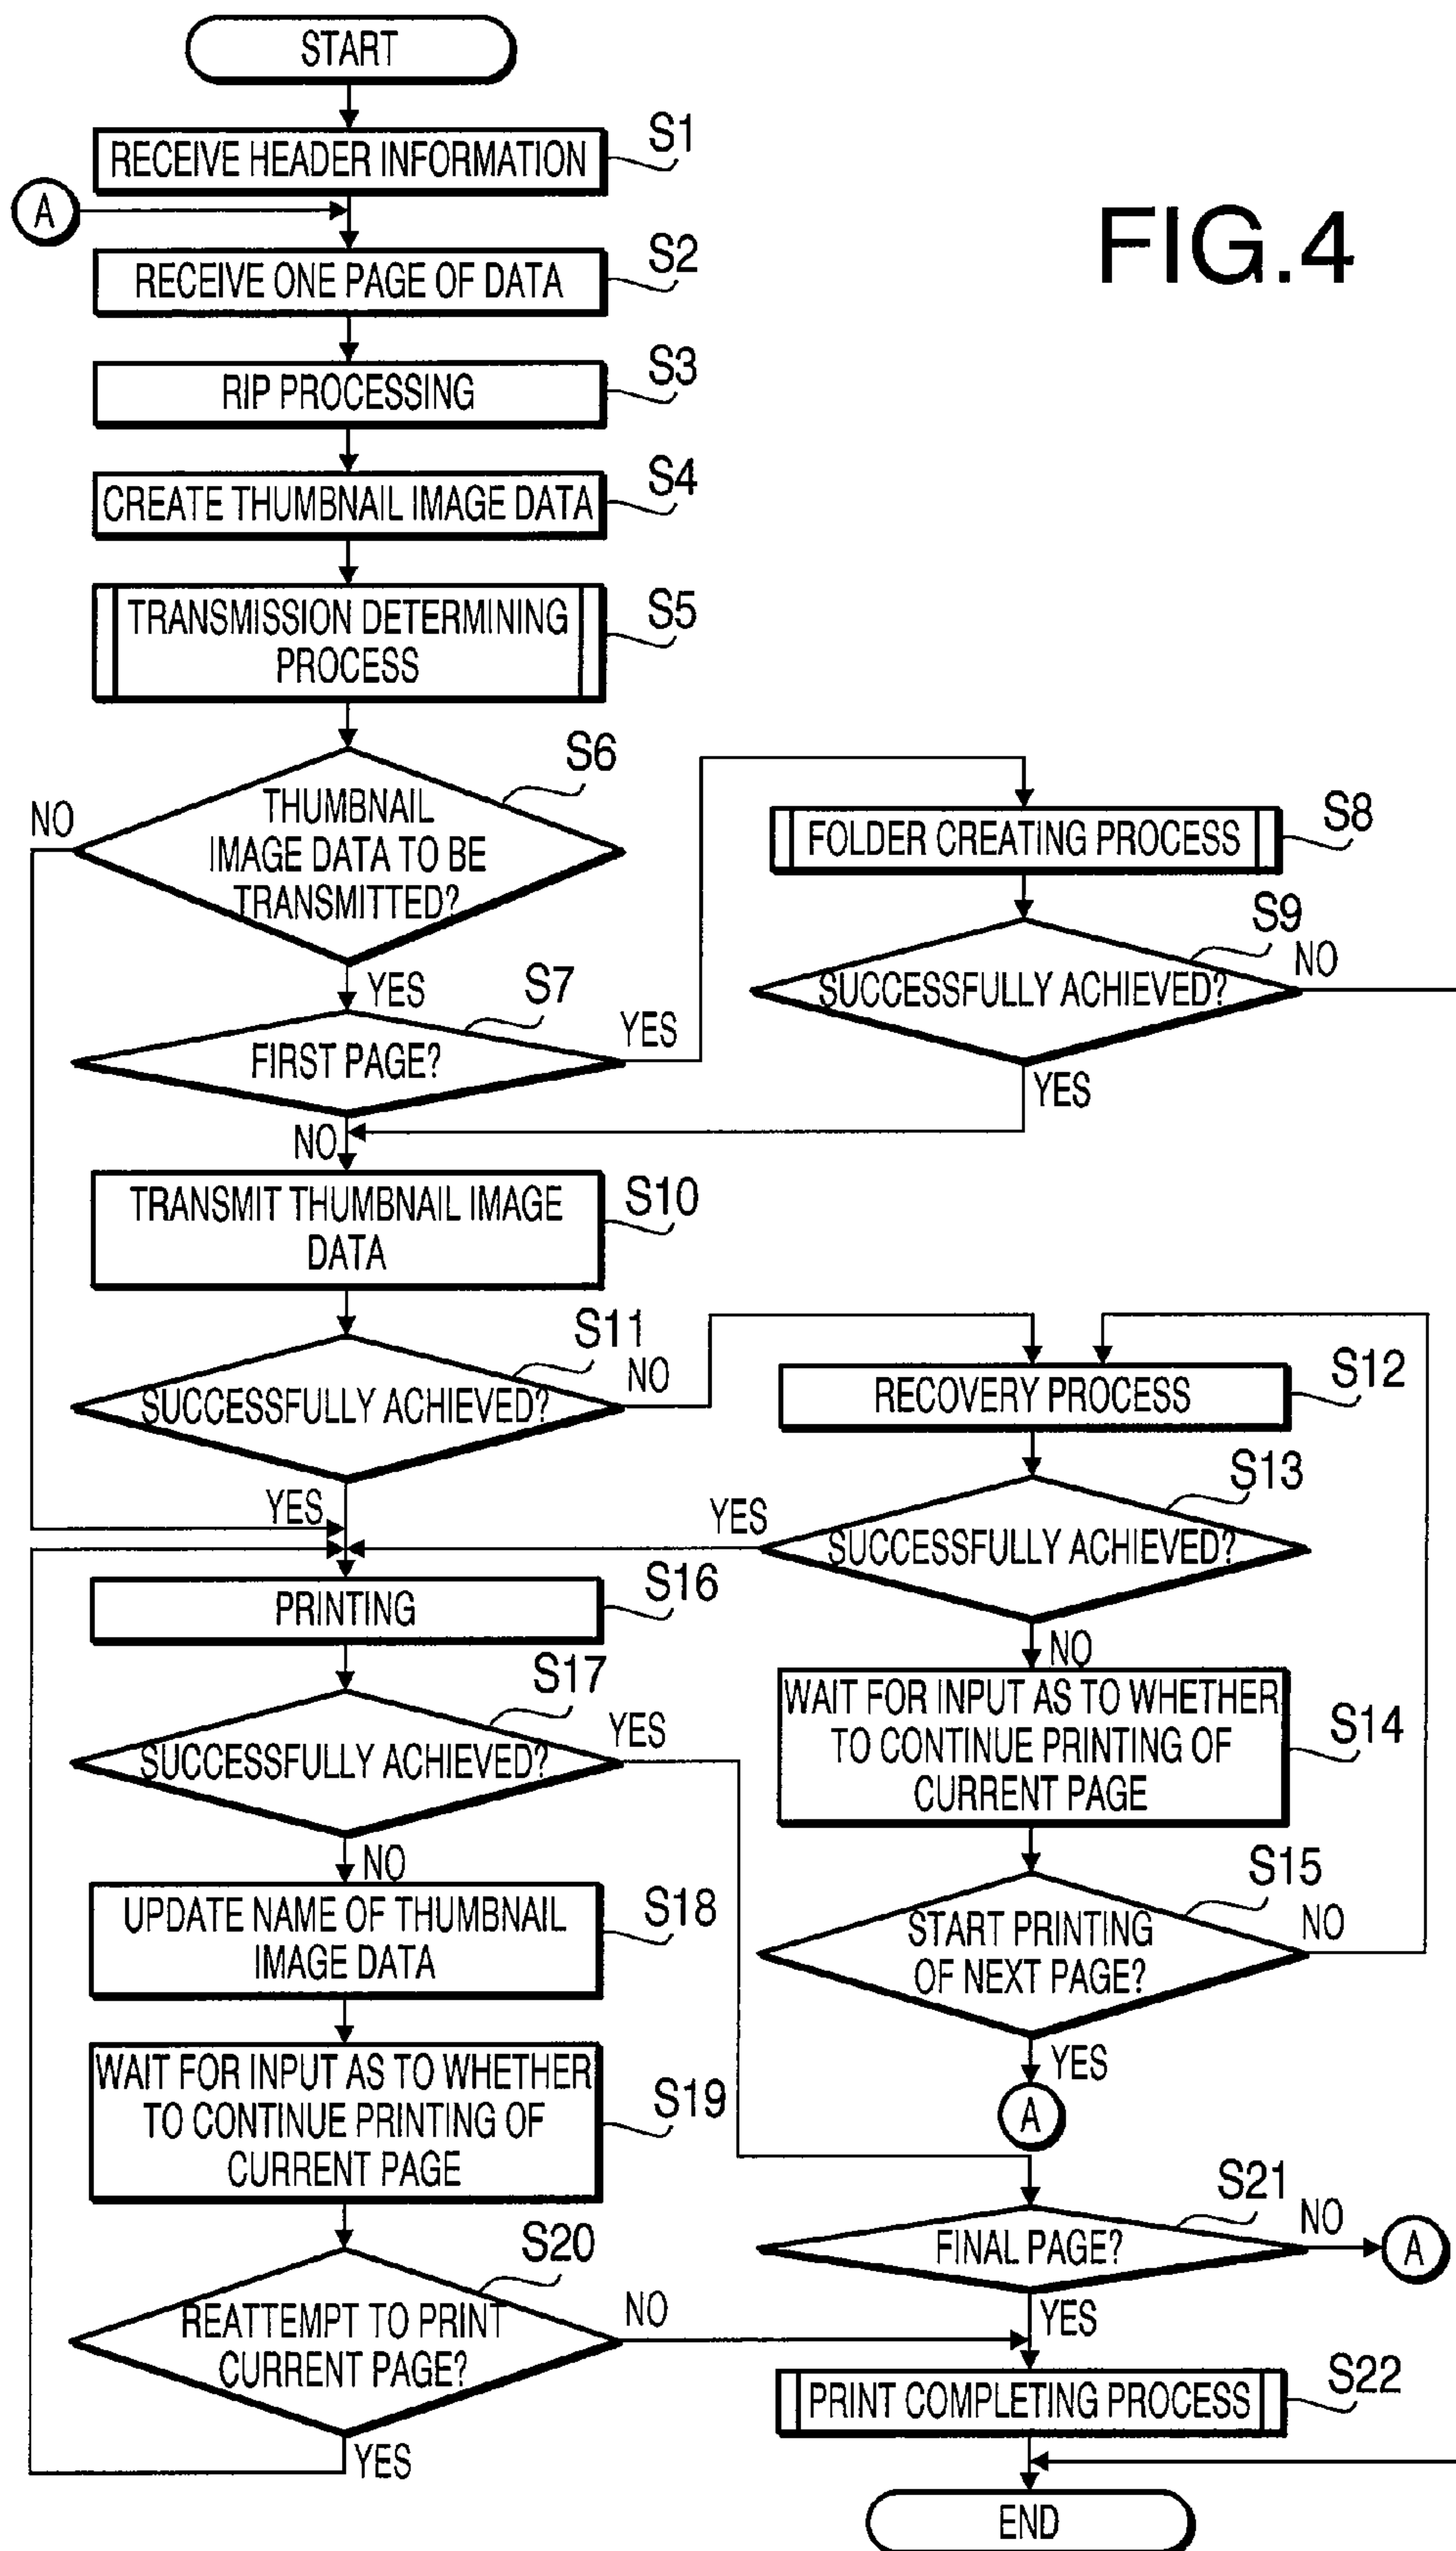 START
RECEIVE HEADER INFORMATION
S1
A
RECEIVE ONE PAGE OF DATA
S2
FIG.4
RIP PROCESSING
S3
CREATE THUMBNAIL IMAGE DATA
S4
TRANSMISSION DETERMINING
PROCESS
S5
S6
THUMBNAIL
IMAGE DATA TO BE
TRANSMITTED?
NO
YES
S7
FIRST PAGE?
YES
NO
FOLDER CREATING PROCESS
S8
S9
SUCCESSFULLY ACHIEVED?
NO
YES
TRANSMIT THUMBNAIL IMAGE
DATA
S10
S11
SUCCESSFULLY ACHIEVED?
NO
YES
RECOVERY PROCESS
S12
S13
SUCCESSFULLY ACHIEVED?
YES
NO
WAIT FOR INPUT AS TO WHETHER
TO CONTINUE PRINTING OF
CURRENT PAGE
S14
S15
START PRINTING
OF NEXT PAGE?
NO
YES
A
PRINTING
S16
S17
SUCCESSFULLY ACHIEVED?
YES
NO
UPDATE NAME OF THUMBNAIL
IMAGE DATA
S18
WAIT FOR INPUT AS TO WHETHER
TO CONTINUE PRINTING OF
CURRENT PAGE
S19
S20
REATTEMPT TO PRINT
CURRENT PAGE?
NO
YES
S21
FINAL PAGE?
NO
A
YES
PRINT COMPLETING PROCESS
S22
END